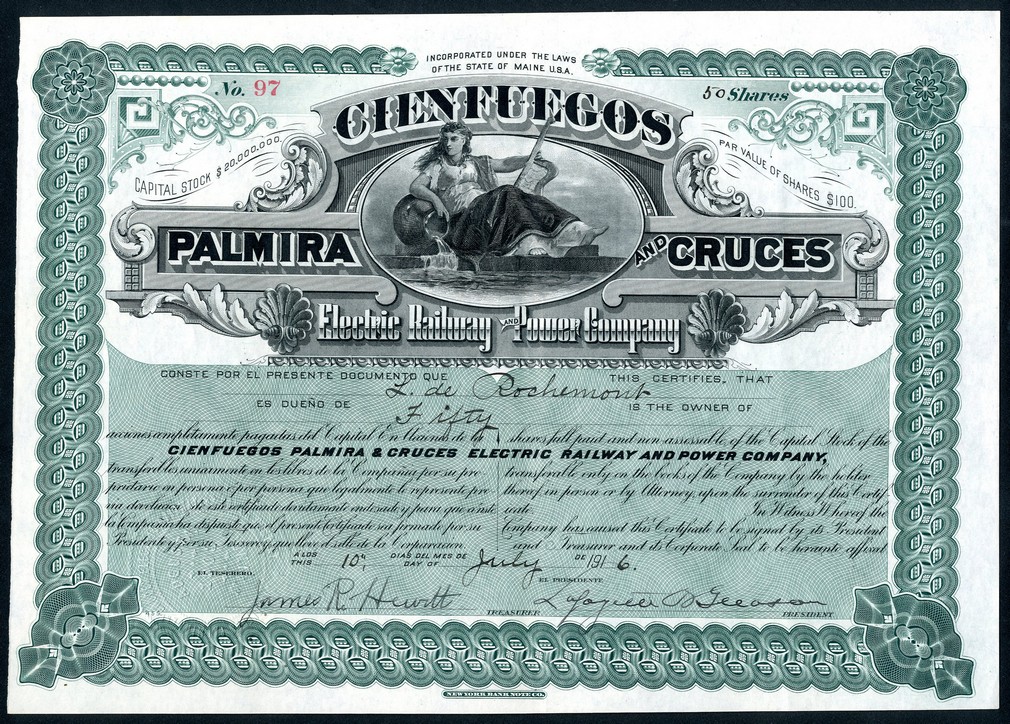 INCORPORATED UNDER THE LAWS
OF THE STATE OF MAINE U.S.A.
No. 97
50 Shares
CIENFUEGOS
CAPITAL STOCK $20,000,000.
PAR VALUE OF SHARES $100.
PALMIRA AND CRUCES
Electric Railway AND Power Company
CONSTE POR EL PRESENTE DOCUMENTO QUE THIS CERTIFIES, THAT
L. de Rochemont
ES DUEÑO DE Fifty IS THE OWNER OF
acciones completamente pagadas del Capital En Acciones de la shares full paid and non assessable of the Capital Stock of the
CIENFUEGOS PALMIRA & CRUCES ELECTRIC RAILWAY AND POWER COMPANY,
transferibles unicamente en los libros de la Compañia por su pro- transferable only on the books of the Company by the holder
pietario en persona, y por persona que legalmente le represente pre- thereof, in person or by Attorney, upon the surrender of this Certif-
via devolucion de este certificado debidamente endosado y para que asi conste icate In Witness Whereof the
la Compañia ha dispuesto que el presente certificado sea firmado por su Company has caused this Certificate to be signed by its President
Presidente y por su Tesorero, y que lleve el sello de la Corporacion. and Treasurer and its Corporate Seal to be hereunto affixed
A LOS DIAS DEL MES DE DE
THIS 10th DAY OF July 1916.
EL TESORERO. EL PRESIDENTE
James R. Hewitt TREASURER PRESIDENT
NEW YORK BANK NOTE CO.